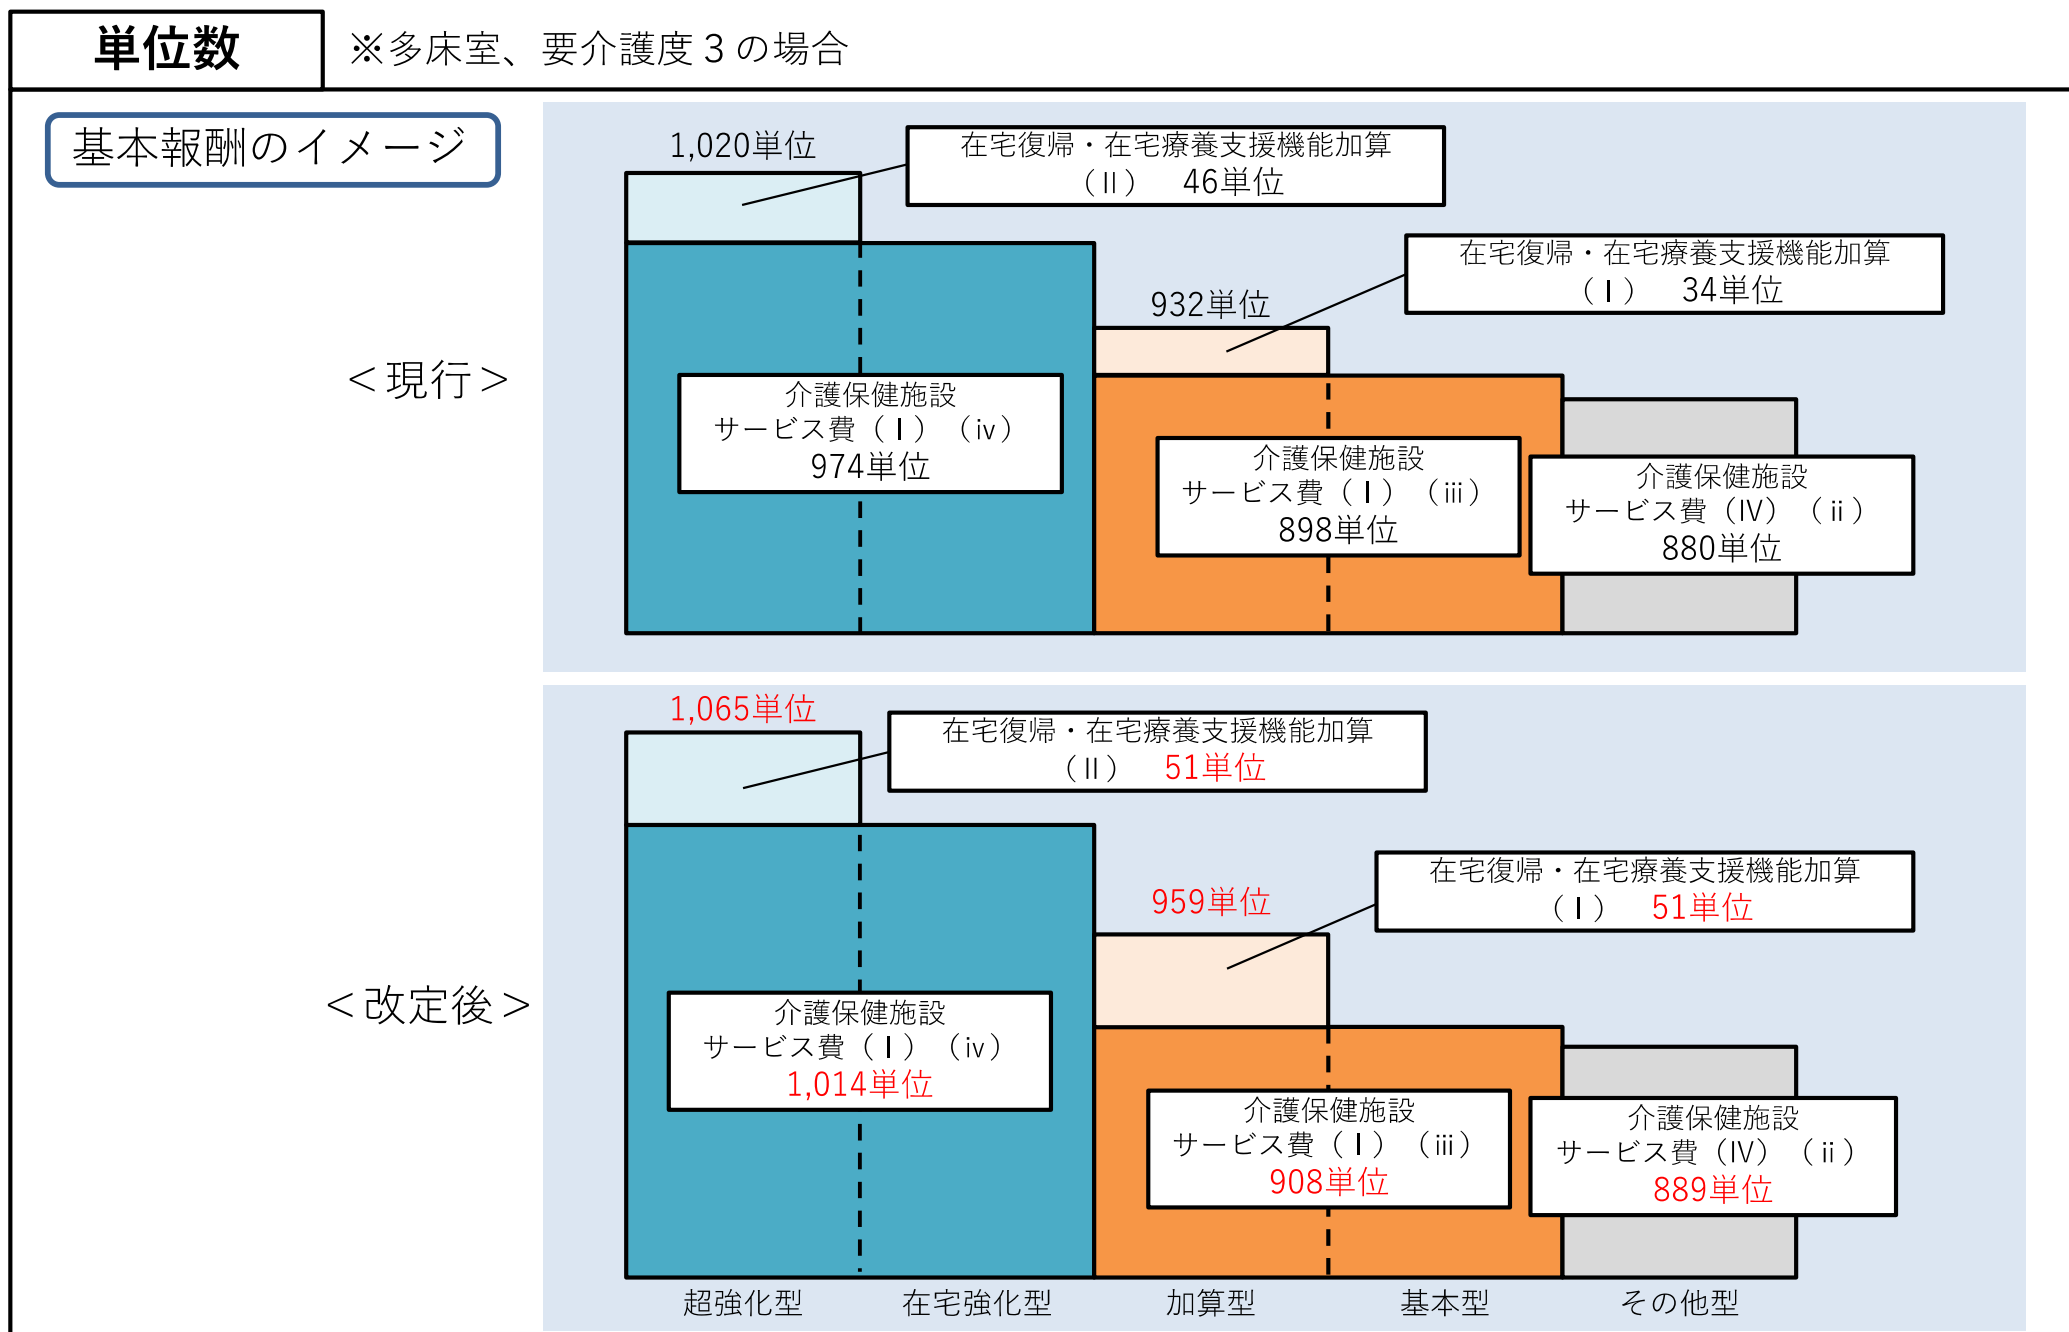 単位数
※多床室、要介護度３の場合
基本報酬のイメージ
＜現行＞
1,020単位
在宅復帰・在宅療養支援機能加算
（Ⅱ）　46単位
932単位
在宅復帰・在宅療養支援機能加算
（Ⅰ）　34単位
介護保健施設
サービス費（Ⅰ）（ⅳ）
974単位
介護保健施設
サービス費（Ⅰ）（ⅲ）
898単位
介護保健施設
サービス費（Ⅳ）（ⅱ）
880単位
＜改定後＞
1,065単位
在宅復帰・在宅療養支援機能加算
（Ⅱ）　51単位
959単位
在宅復帰・在宅療養支援機能加算
（Ⅰ）　51単位
介護保健施設
サービス費（Ⅰ）（ⅳ）
1,014単位
介護保健施設
サービス費（Ⅰ）（ⅲ）
908単位
介護保健施設
サービス費（Ⅳ）（ⅱ）
889単位
超強化型　在宅強化型　加算型　基本型　その他型